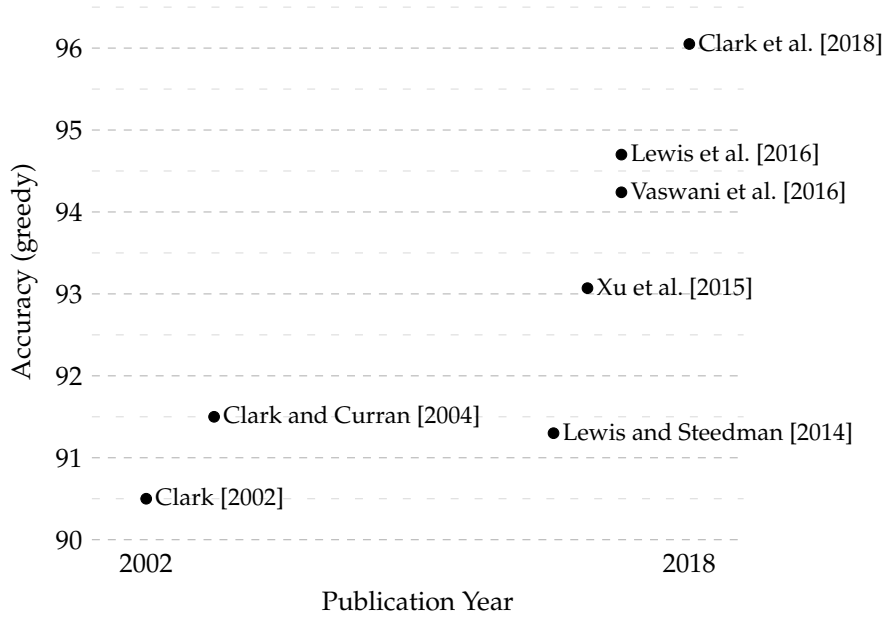 96
Clark et al. [2018]
95
Lewis et al. [2016]
Vaswani et al. [2016]
94
93
Xu et al. [2015]
92
Clark and Curran [2004]
Lewis and Steedman [2014]
91
Clark [2002]
90
2002
2018
Publication Year
Accuracy (greedy)